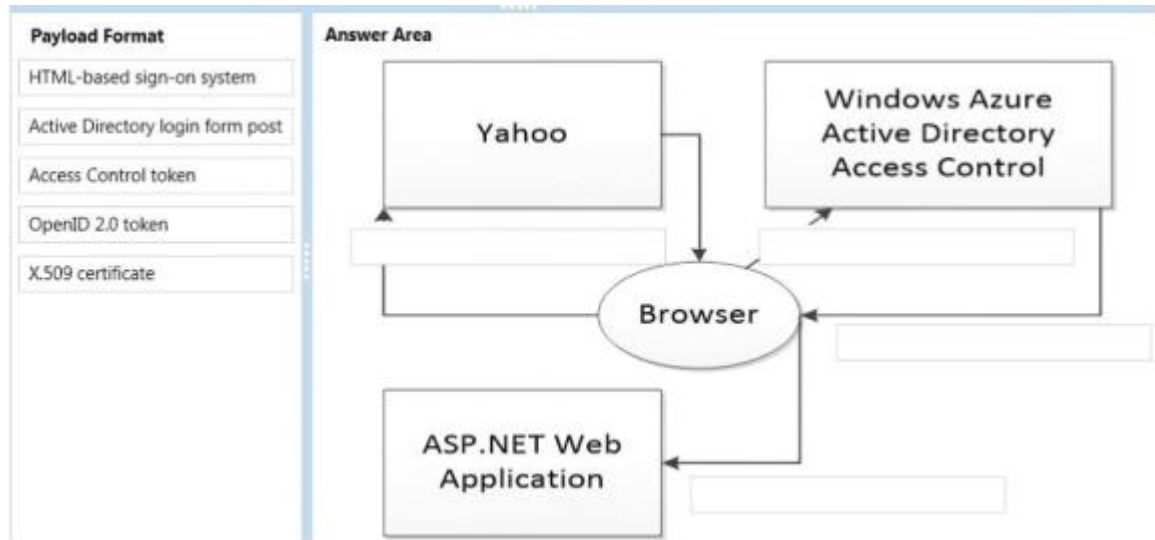 Payload Format
HTML-based sign-on system
Active Directory login form post
Access Control token
OpenID 2.0 token
X.509 certificate
Answer Area
Yahoo
Windows Azure
Active Directory
Access Control
Browser
ASP.NET Web
Application